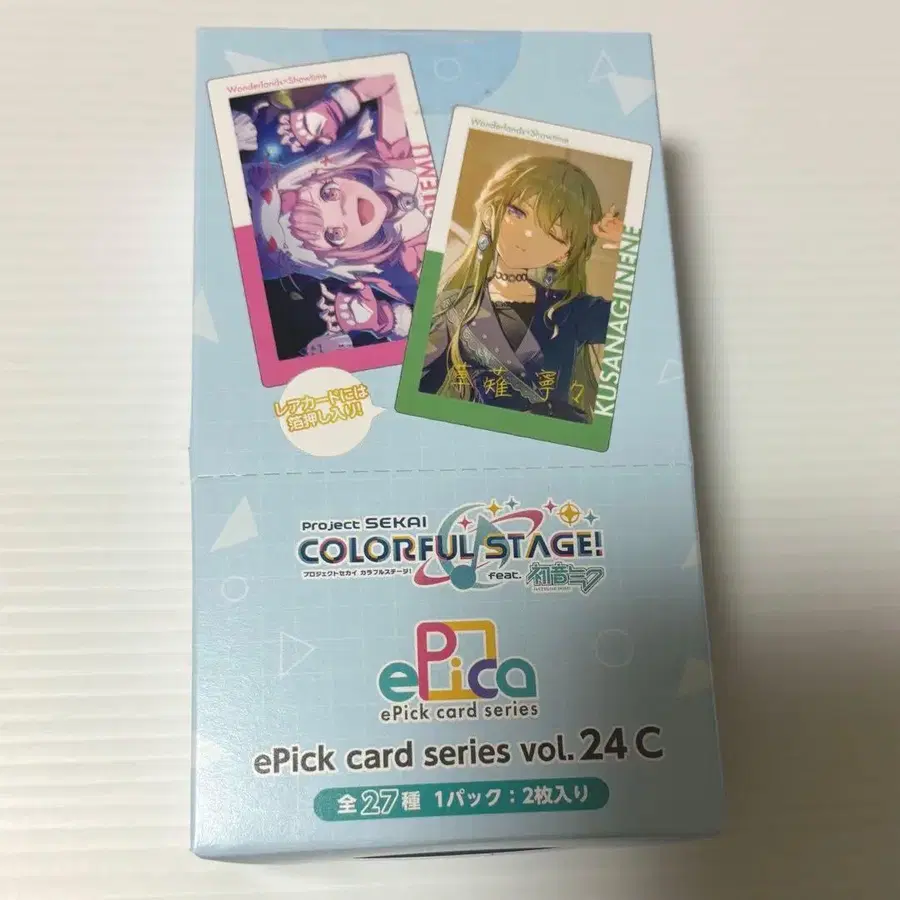 Wonderlands×Showtime
Wonderlands×Showtime
KUSANAGI NENE
草薙 寧々
レアカードには
箔押し入り!
Project SEKAI
COLORFUL STAGE!
プロジェクトセカイ カラフルステージ!
feat. 初音ミク
ePica
ePick card series
ePick card series vol. 24 C
全27種 1パック:2枚入り